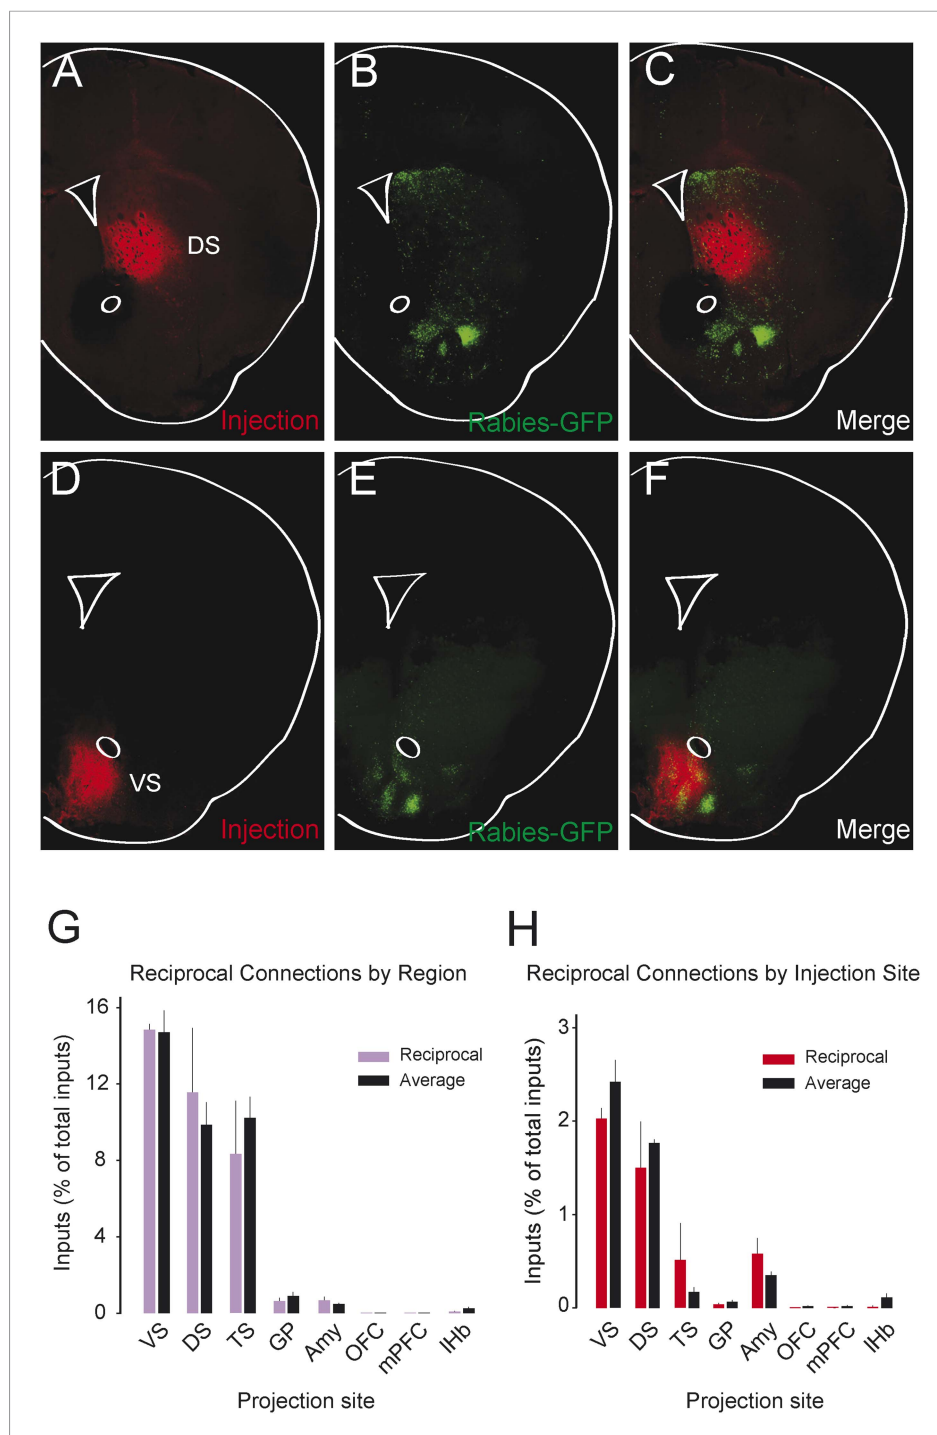 A
B
C
DS
Injection
Rabies-GFP
Merge
D
E
F
VS
Injection
Rabies-GFP
Merge
G
H
Reciprocal Connections by Region
Reciprocal Connections by Injection Site
Inputs (% of total inputs)
16
12
8
4
0
Reciprocal
Average
VS
DS
TS
GP
Amy
OFC
mPFC
lHb
Projection site
Inputs (% of total inputs)
3
2
1
0
Reciprocal
Average
VS
DS
TS
GP
Amy
OFC
mPFC
lHb
Projection site